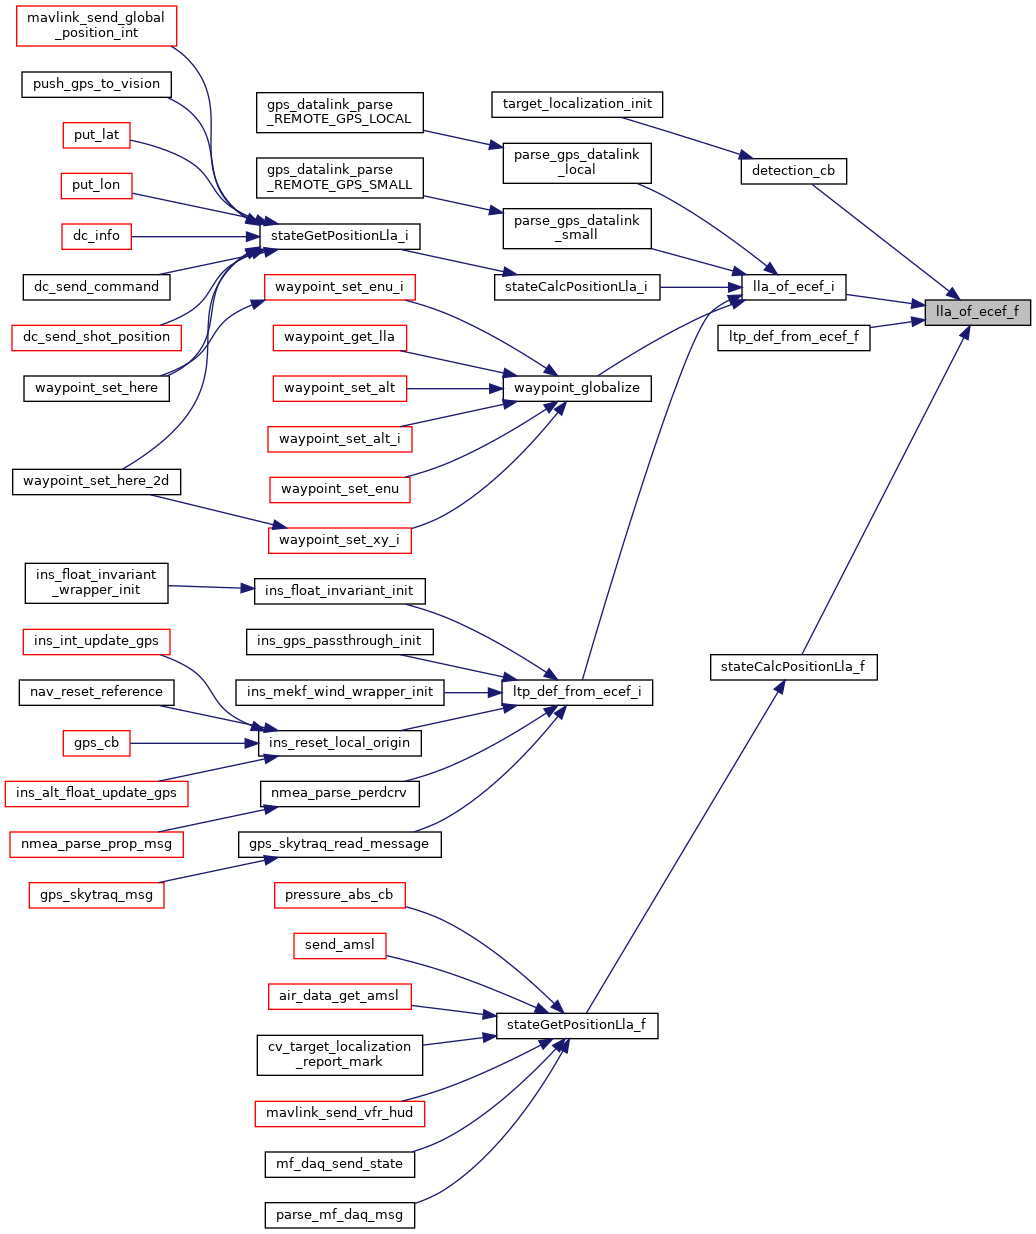 mavlink_send_global
_position_int
push_gps_to_vision
put_lat
put_lon
dc_info
dc_send_command
dc_send_shot_position
waypoint_set_here
waypoint_set_here_2d
ins_float_invariant
_wrapper_init
ins_int_update_gps
nav_reset_reference
gps_cb
ins_alt_float_update_gps
nmea_parse_prop_msg
gps_skytraq_msg
gps_datalink_parse
_REMOTE_GPS_LOCAL
gps_datalink_parse
_REMOTE_GPS_SMALL
stateGetPositionLla_i
waypoint_set_enu_i
waypoint_get_lla
waypoint_set_alt
waypoint_set_alt_i
waypoint_set_enu
waypoint_set_xy_i
ins_float_invariant_init
ins_gps_passthrough_init
ins_mekf_wind_wrapper_init
ins_reset_local_origin
nmea_parse_perdcrv
gps_skytraq_read_message
pressure_abs_cb
send_amsl
air_data_get_amsl
cv_target_localization
_report_mark
mavlink_send_vfr_hud
mf_daq_send_state
parse_mf_daq_msg
target_localization_init
parse_gps_datalink
_local
parse_gps_datalink
_small
stateCalcPositionLla_i
waypoint_globalize
ltp_def_from_ecef_i
stateGetPositionLla_f
detection_cb
lla_of_ecef_i
ltp_def_from_ecef_f
stateCalcPositionLla_f
lla_of_ecef_f